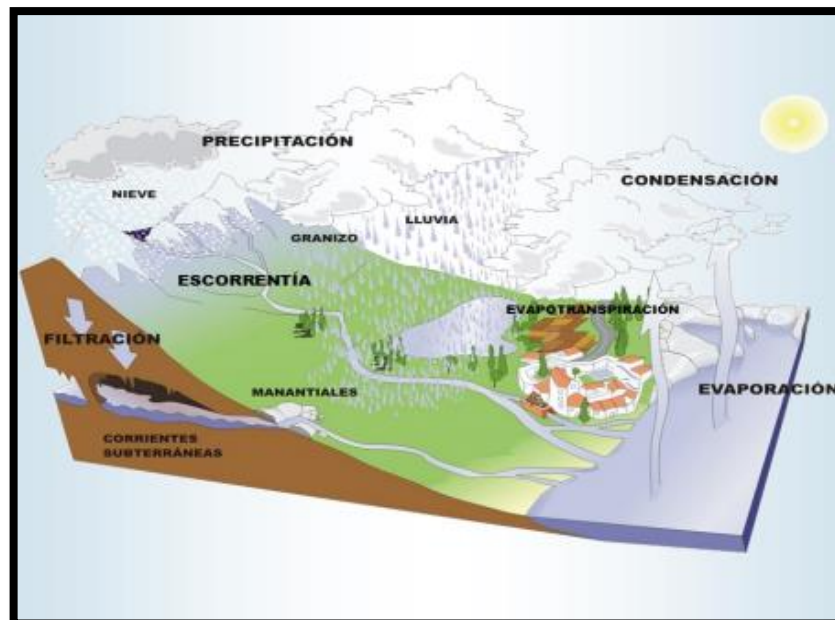 PRECIPITACIÓN
CONDENSACIÓN
NIEVE
LLUVIA
GRANIZO
ESCORRENTÍA
EVAPOTRANSPIRACIÓN
FILTRACIÓN
MANANTIALES
EVAPORACIÓN
CORRIENTES
SUBTERRÁNEAS